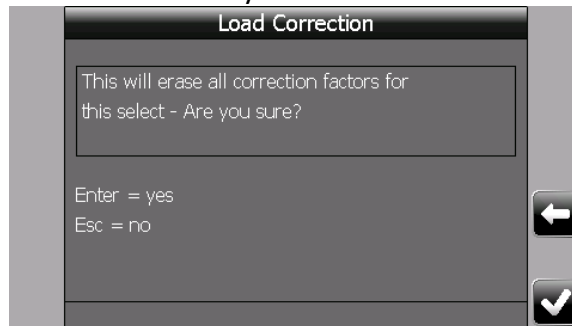 Load Correction
This will erase all correction factors for
this select - Are you sure?
Enter = yes
Esc = no